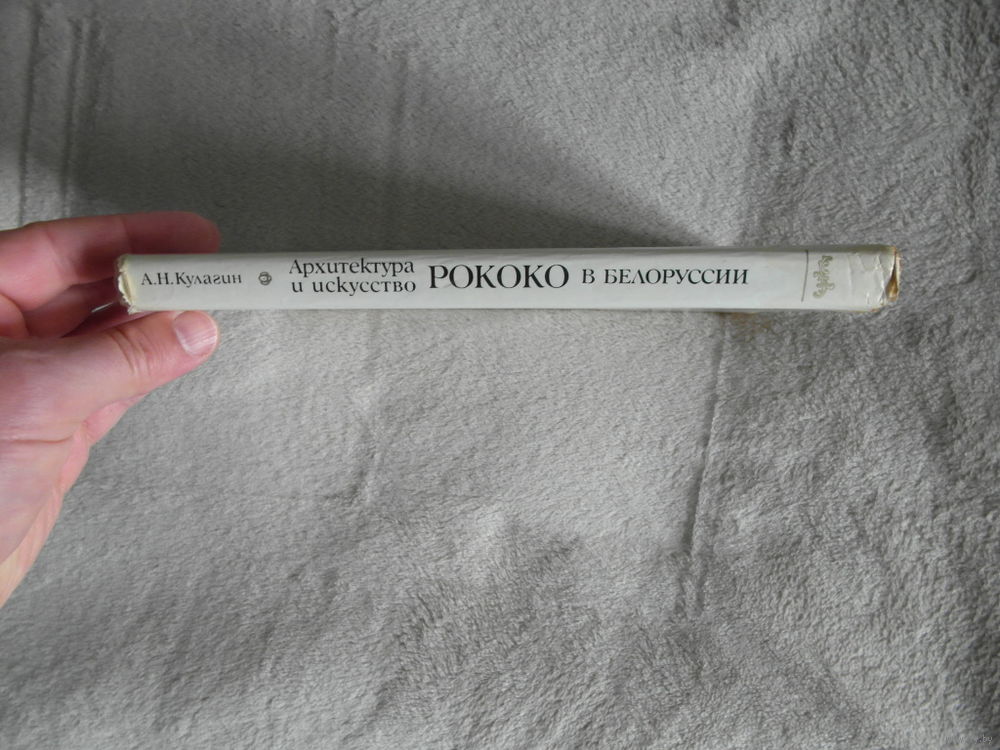 А.Н.Кулагин
Архитектура
и искусство
РОКОКО В БЕЛОРУССИИ